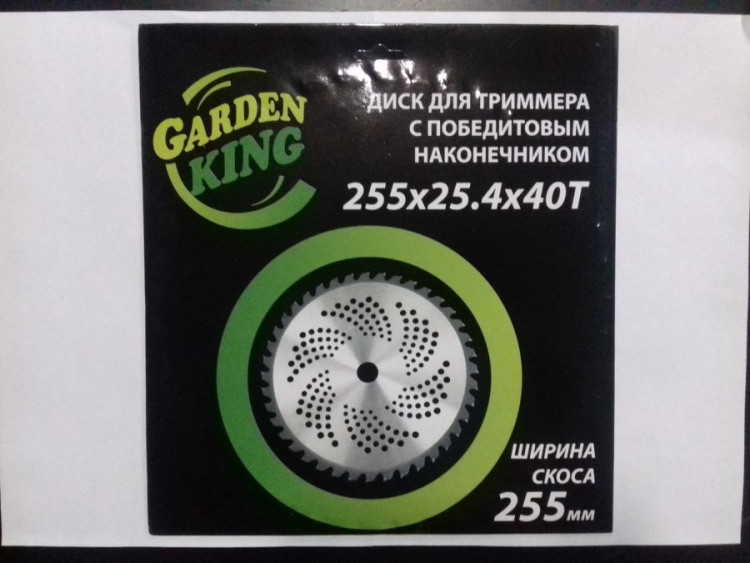 GARDEN
KING
ДИСК ДЛЯ ТРИММЕРА
С ПОБЕДИТОВЫМ
НАКОНЕЧНИКОМ
255x25.4x40T
ШИРИНА
СКОСА
255мм